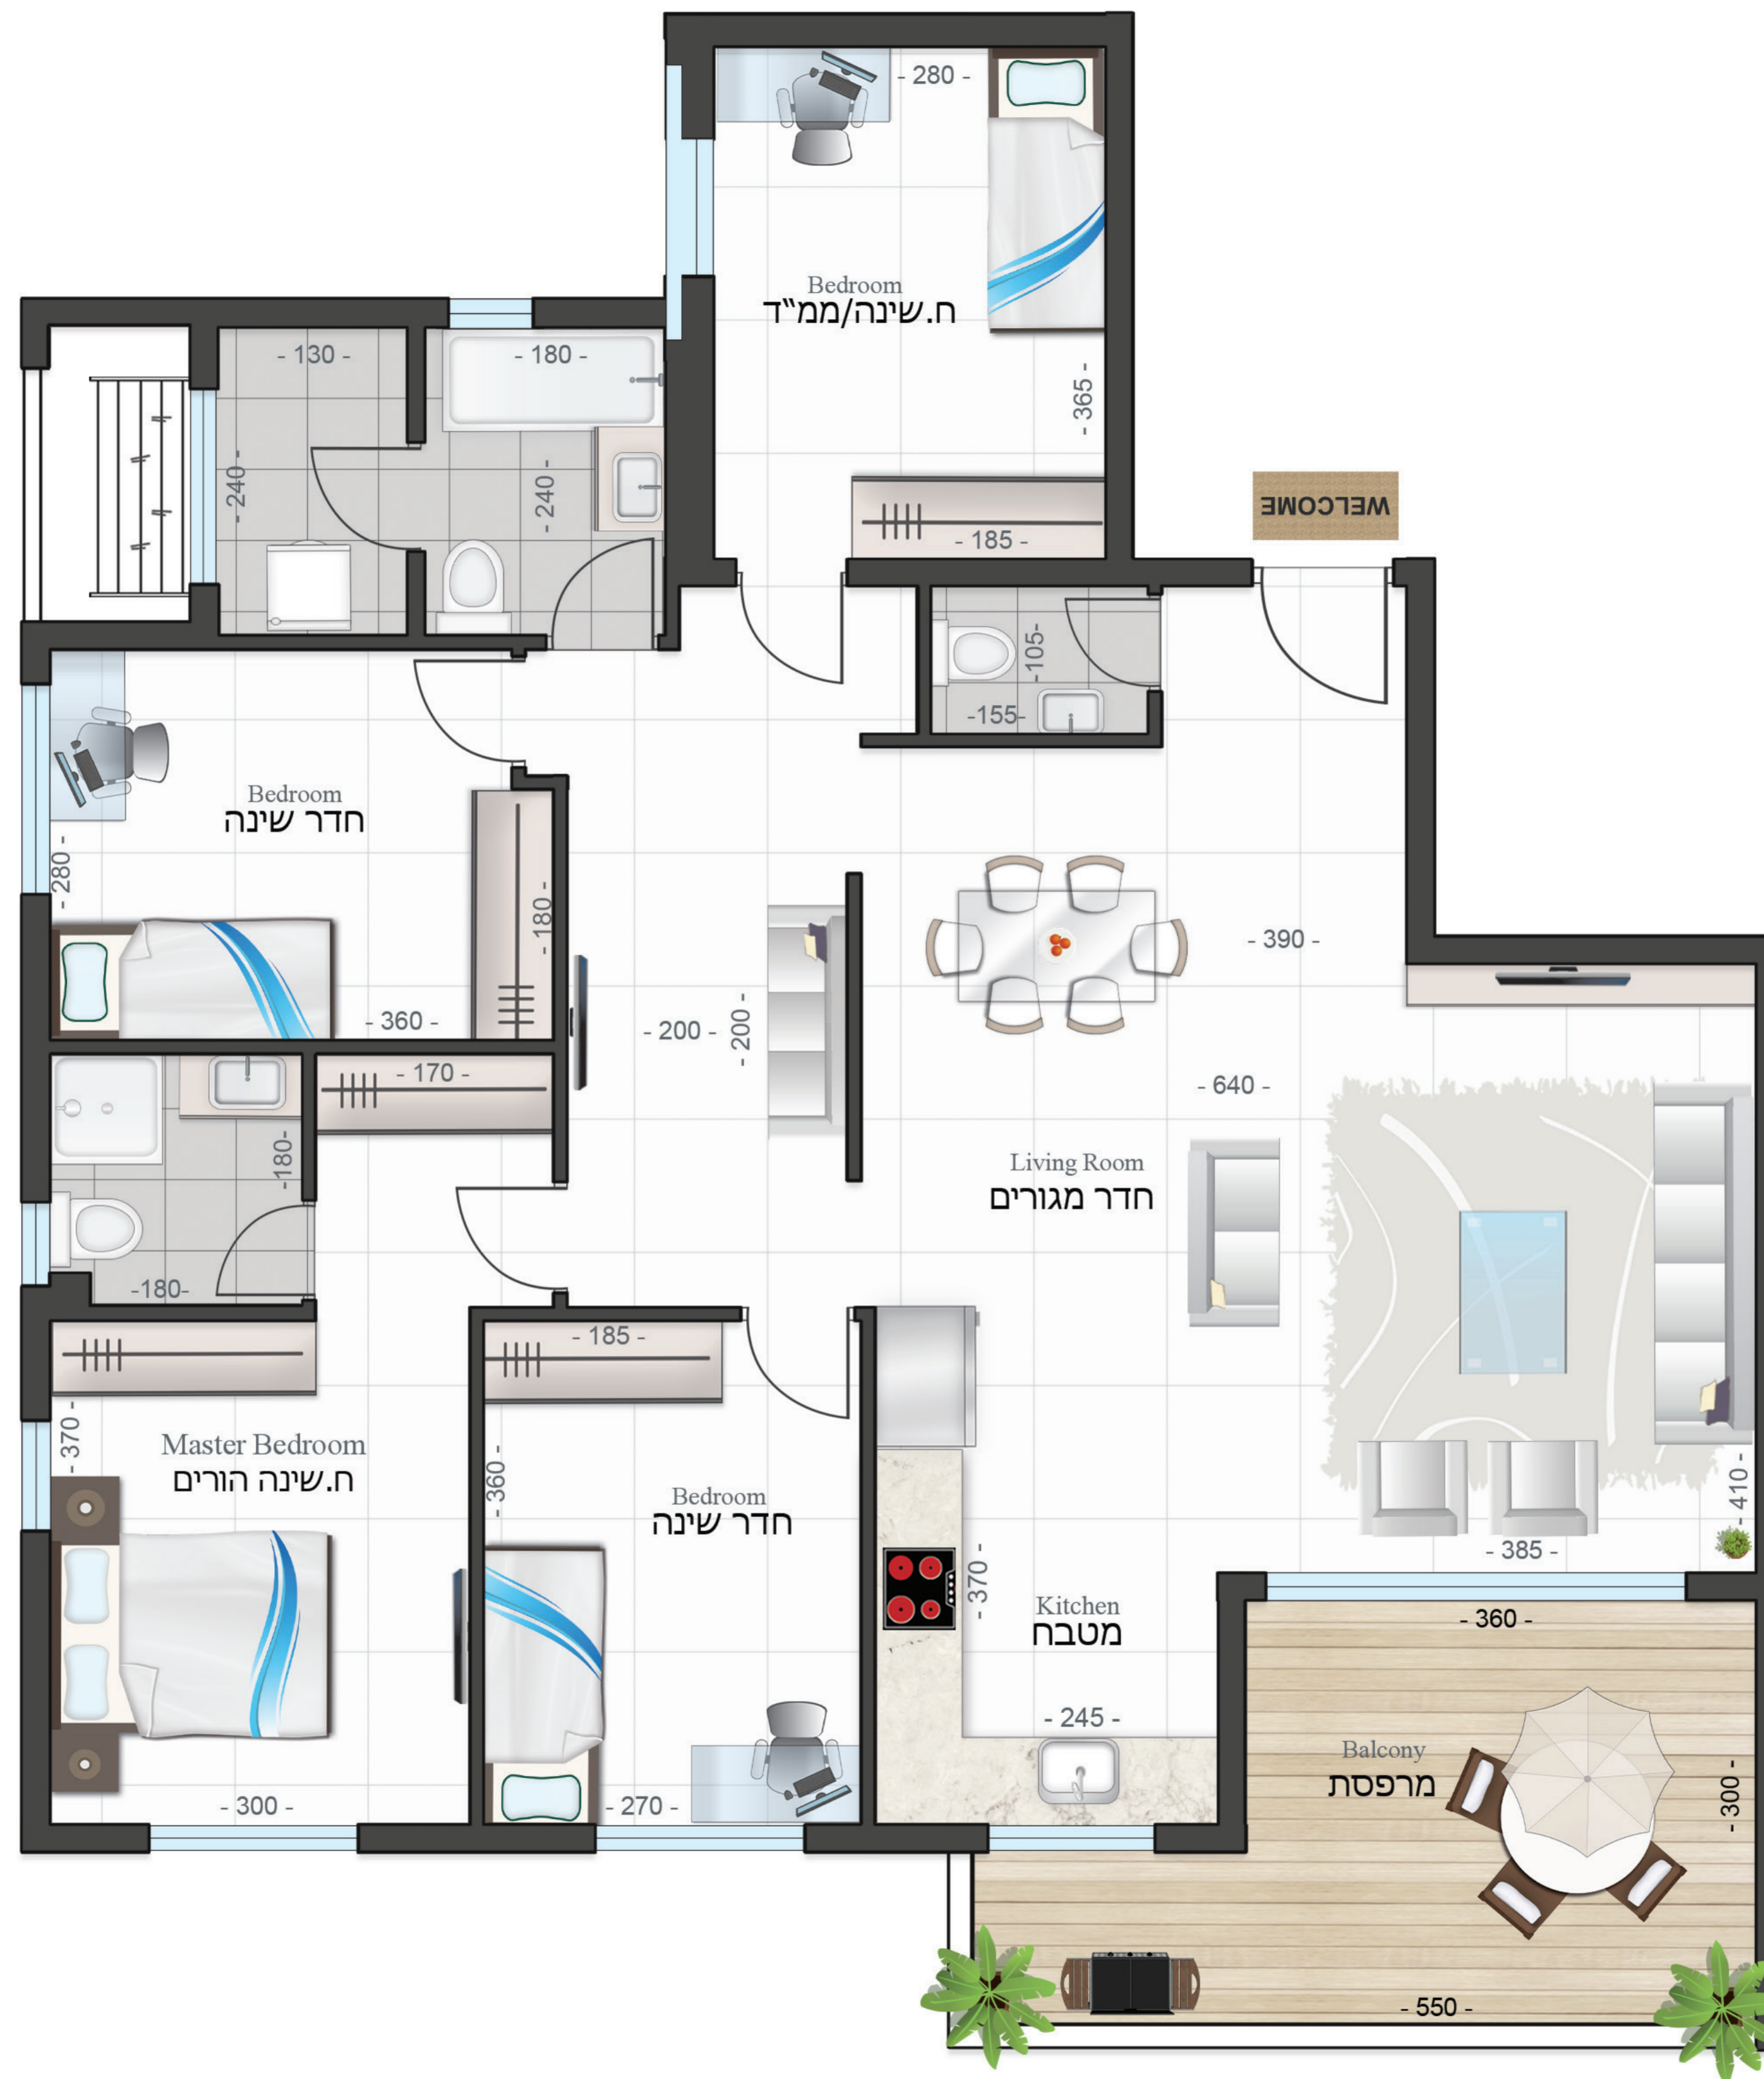 - 280 -
Bedroom
ח.שינה/ממ"ד
- 365 -
- 185 -
- 130 -
- 180 -
- 240 -
- 240 -
WELCOME
-105-
-155-
Bedroom
חדר שינה
- 280 -
- 180 -
- 360 -
- 390 -
- 200 -
- 200 -
- 640 -
- 170 -
-180-
-180-
Living Room
חדר מגורים
- 185 -
- 370 -
Master Bedroom
ח.שינה הורים
- 300 -
- 360 -
Bedroom
חדר שינה
- 270 -
- 370 -
Kitchen
מטבח
- 245 -
- 410 -
- 385 -
- 360 -
Balcony
מרפסת
- 300 -
- 550 -